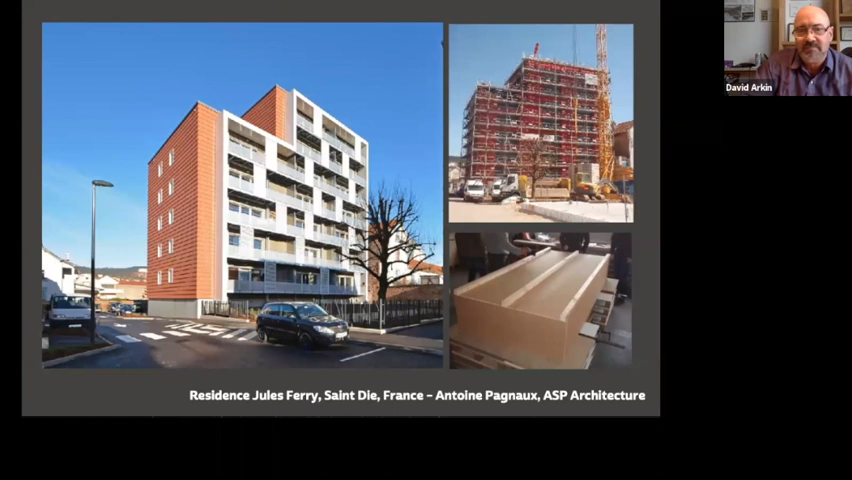 David Arkin
Residence Jules Ferry, Saint Die, France – Antoine Pagnaux, ASP Architecture